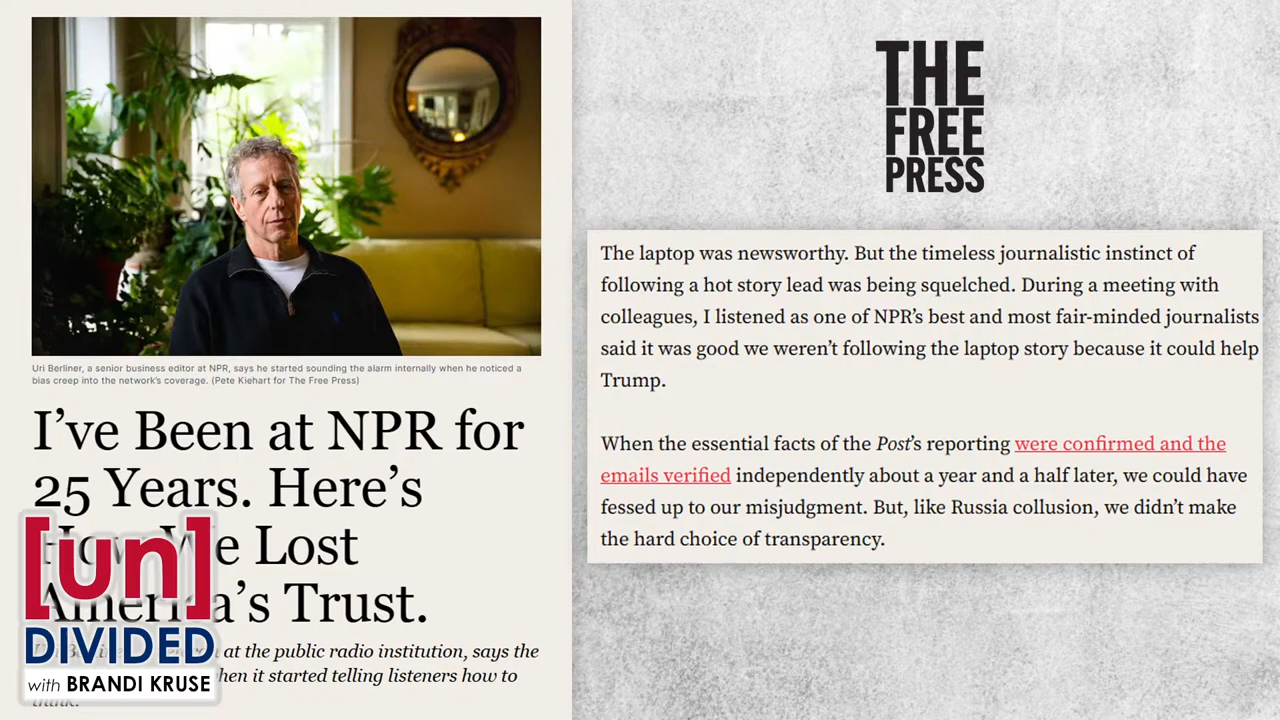 Uri Berliner, a senior business editor at NPR, says he started sounding the alarm internally when he noticed a
bias creep into the network's coverage. (Pete Kiehart for The Free Press)
I've Been at NPR for
25 Years. Here's
How We Lost
America's Trust.
at the public radio institution, says the
when it started telling listeners how to
think.
[un]
DIVIDED
with BRANDI KRUSE
THE
FREE
PRESS
The laptop was newsworthy. But the timeless journalistic instinct of
following a hot story lead was being squelched. During a meeting with
colleagues, I listened as one of NPR's best and most fair-minded journalists
said it was good we weren't following the laptop story because it could help
Trump.
When the essential facts of the Post's reporting were confirmed and the
emails verified independently about a year and a half later, we could have
fessed up to our misjudgment. But, like Russia collusion, we didn't make
the hard choice of transparency.